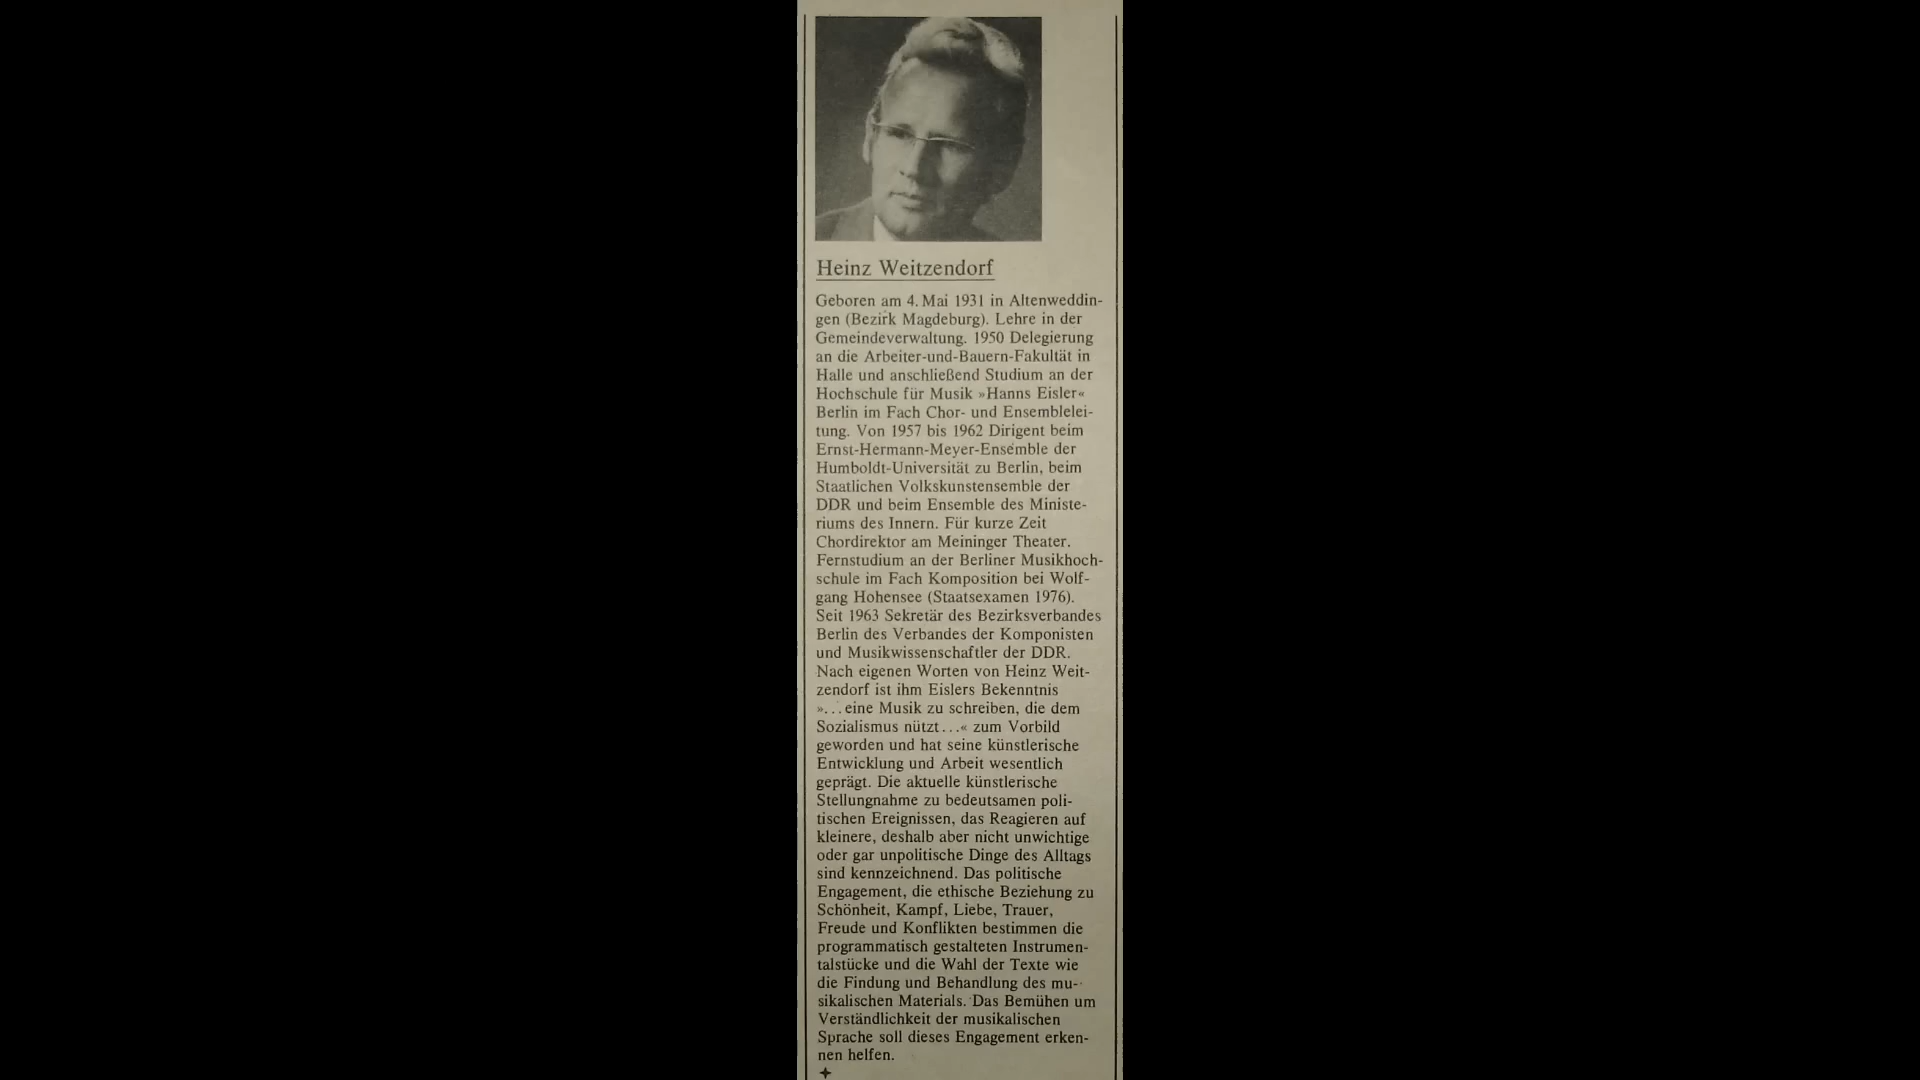 Heinz Weitzendorf
Geboren am 4. Mai 1931 in Altenweddin-
gen (Bezirk Magdeburg). Lehre in der
Gemeindeverwaltung. 1950 Delegierung
an die Arbeiter-und-Bauern-Fakultät in
Halle und anschließend Studium an der
Hochschule für Musik »Hanns Eisler«
Berlin im Fach Chor- und Ensemblelei-
tung. Von 1957 bis 1962 Dirigent beim
Ernst-Hermann-Meyer-Ensemble der
Humboldt-Universität zu Berlin, beim
Staatlichen Volkskunstensemble der
DDR und beim Ensemble des Ministe-
riums des Innern. Für kurze Zeit
Chordirektor am Meininger Theater.
Fernstudium an der Berliner Musikhoch-
schule im Fach Komposition bei Wolf-
gang Hohensee (Staatsexamen 1976).
Seit 1963 Sekretär des Bezirksverbandes
Berlin des Verbandes der Komponisten
und Musikwissenschaftler der DDR.
Nach eigenen Worten von Heinz Weit-
zendorf ist ihm Eislers Bekenntnis
»...eine Musik zu schreiben, die dem
Sozialismus nützt...« zum Vorbild
geworden und hat seine künstlerische
Entwicklung und Arbeit wesentlich
geprägt. Die aktuelle künstlerische
Stellungnahme zu bedeutsamen poli-
tischen Ereignissen, das Reagieren auf
kleinere, deshalb aber nicht unwichtige
oder gar unpolitische Dinge des Alltags
sind kennzeichnend. Das politische
Engagement, die ethische Beziehung zu
Schönheit, Kampf, Liebe, Trauer,
Freude und Konflikten bestimmen die
programmatisch gestalteten Instrumen-
talstücke und die Wahl der Texte wie
die Findung und Behandlung des mu-
sikalischen Materials. Das Bemühen um
Verständlichkeit der musikalischen
Sprache soll dieses Engagement erken-
nen helfen.